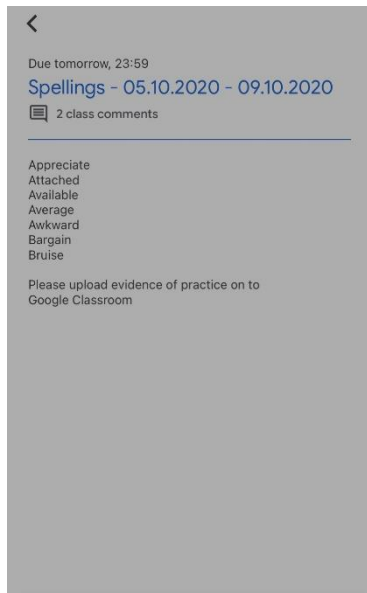 Due tomorrow, 23:59
Spellings - 05.10.2020 - 09.10.2020
2 class comments
Appreciate
Attached
Available
Average
Awkward
Bargain
Bruise
Please upload evidence of practice on to
Google Classroom